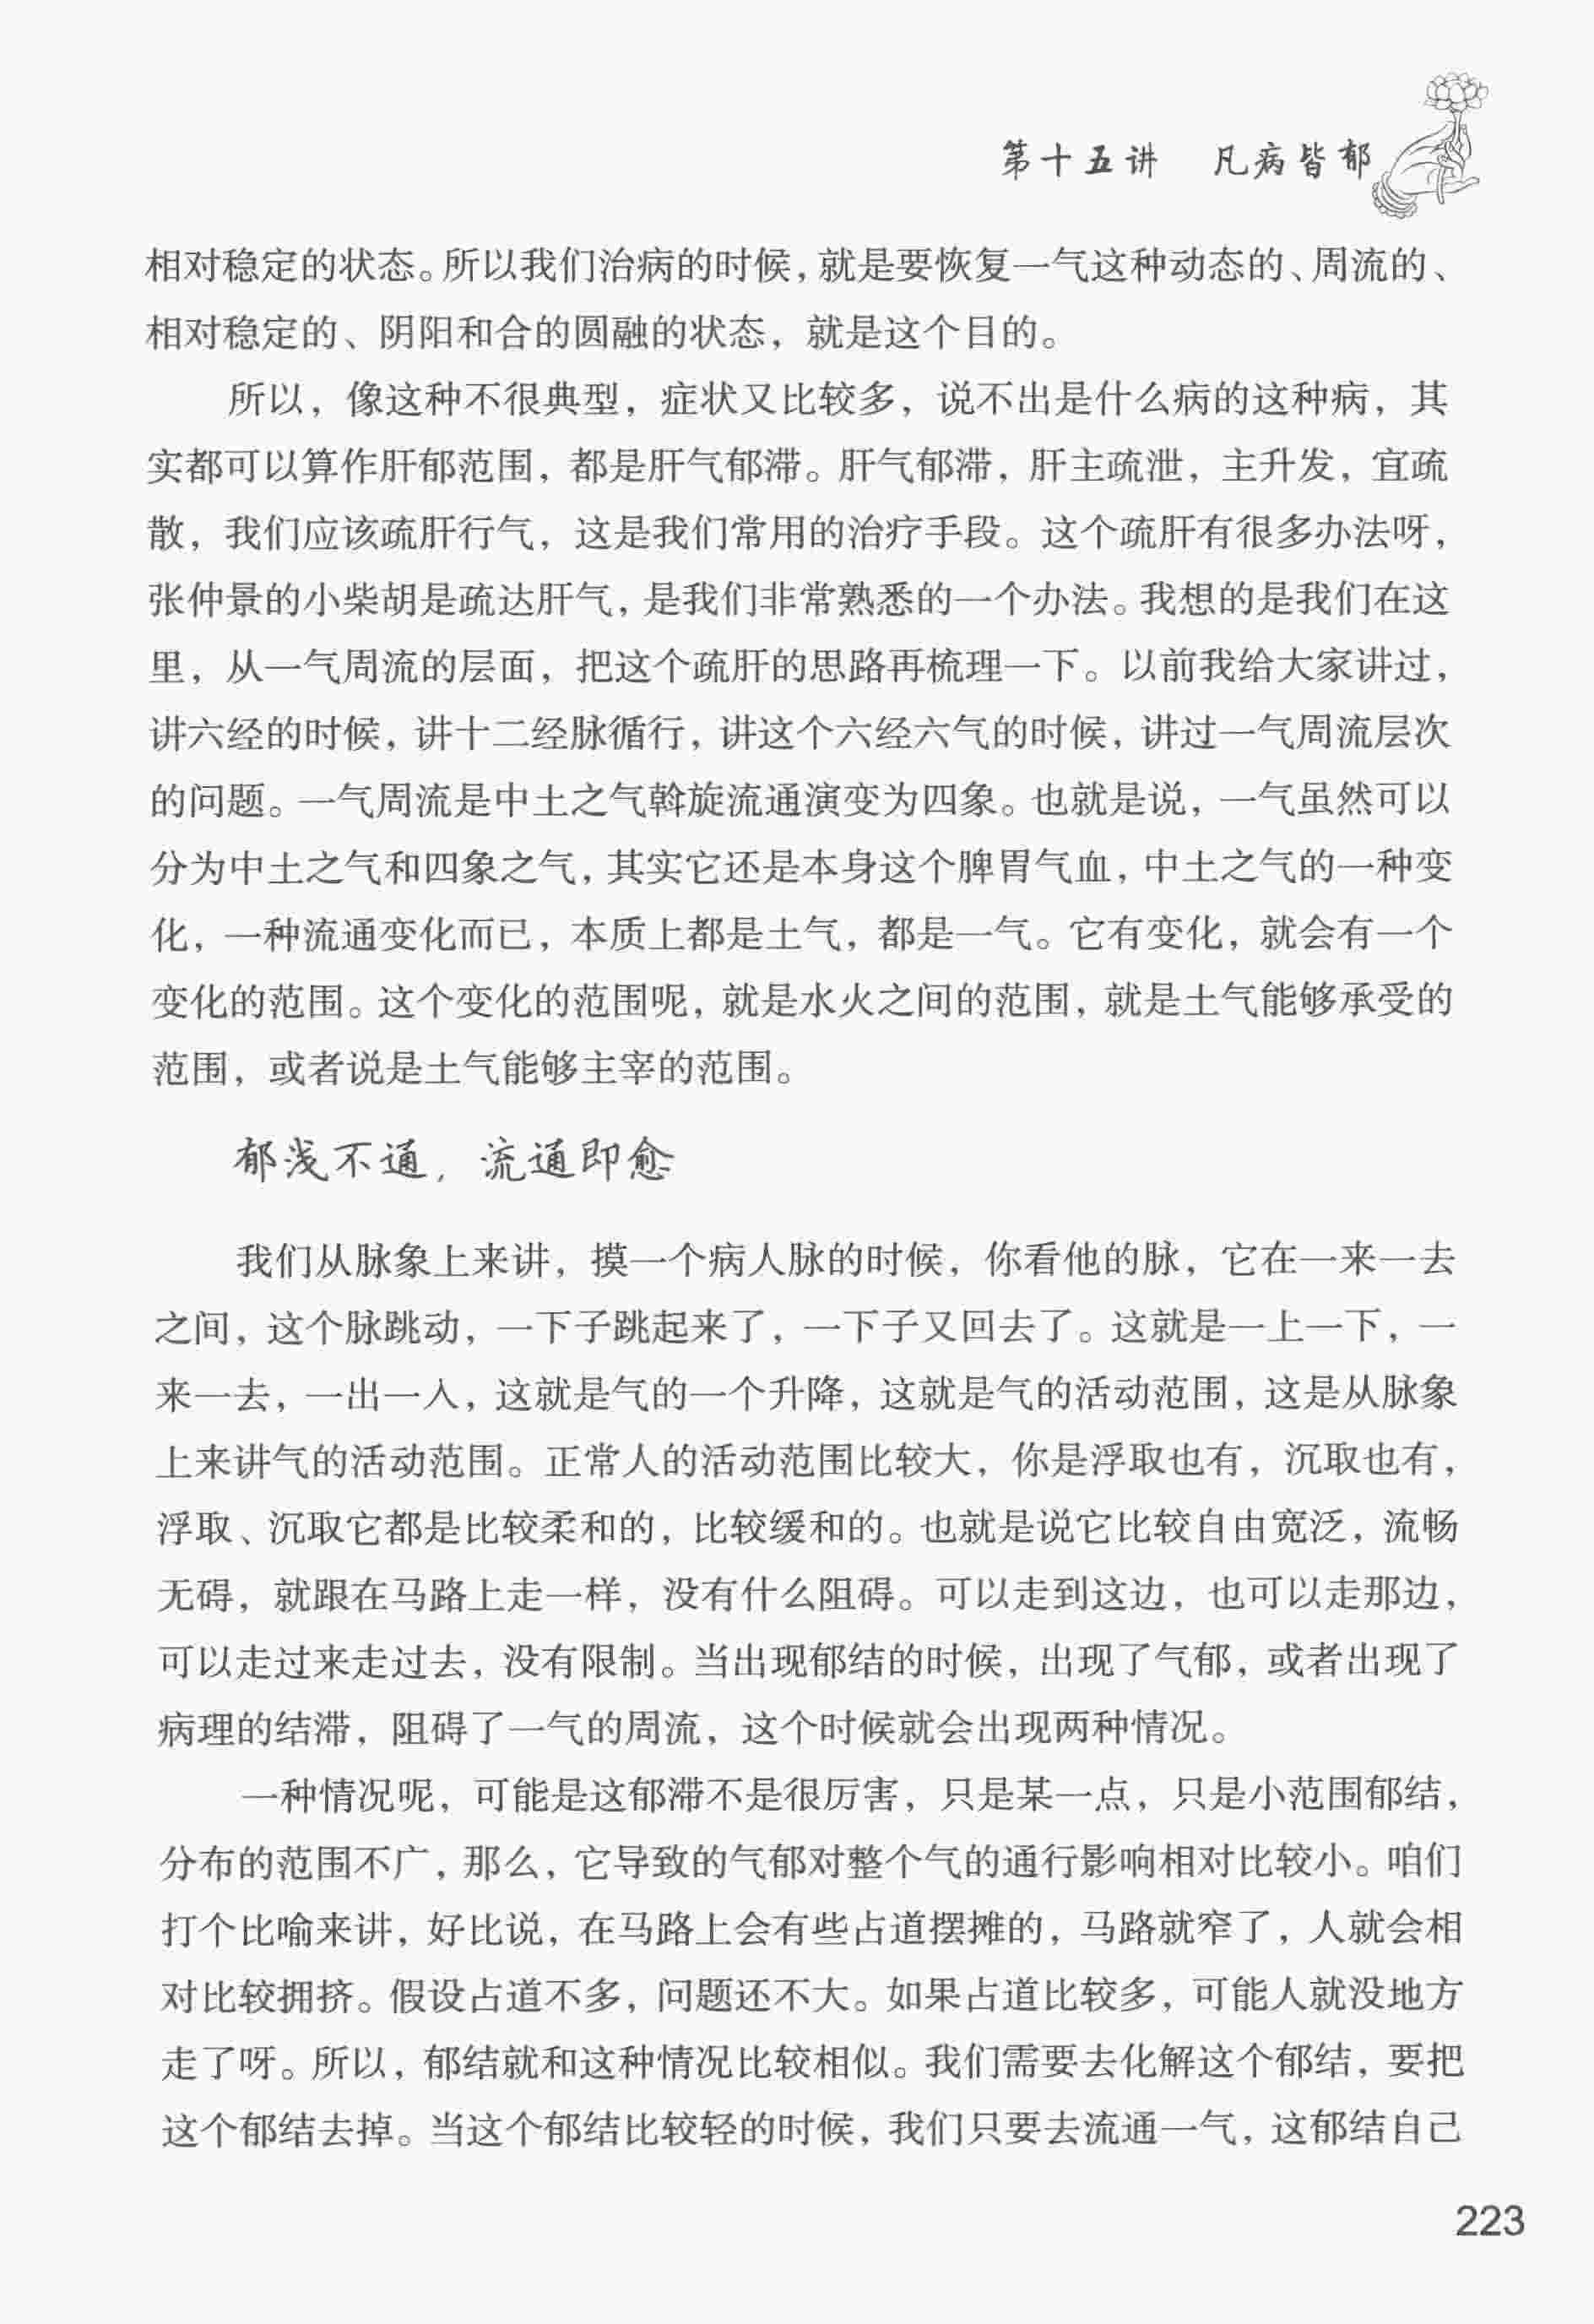 第十五讲 凡病皆郁
相对稳定的状态。所以我们治病的时候，就是要恢复一气这种动态的、周流的、
相对稳定的、阴阳和合的圆融的状态，就是这个目的。
所以，像这种不很典型，症状又比较多，说不出是什么病的这种病，其
实都可以算作肝郁范围，都是肝气郁滞。肝气郁滞，肝主疏泄，主升发，宜疏
散，我们应该疏肝行气，这是我们常用的治疗手段。这个疏肝有很多办法呀，
张仲景的小柴胡是疏达肝气，是我们非常熟悉的一个办法。我想的是我们在这
里，从一气周流的层面，把这个疏肝的思路再梳理一下。以前我给大家讲过，
讲六经的时候，讲十二经脉循行，讲这个六经六气的时候，讲过一气周流层次
的问题。一气周流是中土之气斡旋流通演变为四象。也就是说，一气虽然可以
分为中土之气和四象之气，其实它还是本身这个脾胃气血，中土之气的一种变
化，一种流通变化而已，本质上都是土气，都是一气。它有变化，就会有一个
变化的范围。这个变化的范围呢，就是水火之间的范围，就是土气能够承受的
范围，或者说是土气能够主宰的范围。
郁浅不通，流通即愈
我们从脉象上来讲，摸一个病人脉的时候，你看他的脉，它在一来一去
之间，这个脉跳动，一下子跳起来了，一下子又回去了。这就是一上一下，一
来一去，一出一入，这就是气的一个升降，这就是气的活动范围，这是从脉象
上来讲气的活动范围。正常人的活动范围比较大，你是浮取也有，沉取也有，
浮取、沉取它都是比较柔和的，比较缓和的。也就是说它比较自由宽泛，流畅
无碍，就跟在马路上走一样，没有什么阻碍。可以走到这边，也可以走那边，
可以走过来走过去，没有限制。当出现郁结的时候，出现了气郁，或者出现了
病理的结滞，阻碍了一气的周流，这个时候就会出现两种情况。
一种情况呢，可能是这郁滞不是很厉害，只是某一点，只是小范围郁结，
分布的范围不广，那么，它导致的气郁对整个气的通行影响相对比较小。咱们
打个比喻来讲，好比说，在马路上会有些占道摆摊的，马路就窄了，人就会相
对比较拥挤。假设占道不多，问题还不大。如果占道比较多，可能人就没地方
走了呀。所以，郁结就和这种情况比较相似。我们需要去化解这个郁结，要把
这个郁结去掉。当这个郁结比较轻的时候，我们只要去流通一气，这郁结自己
223